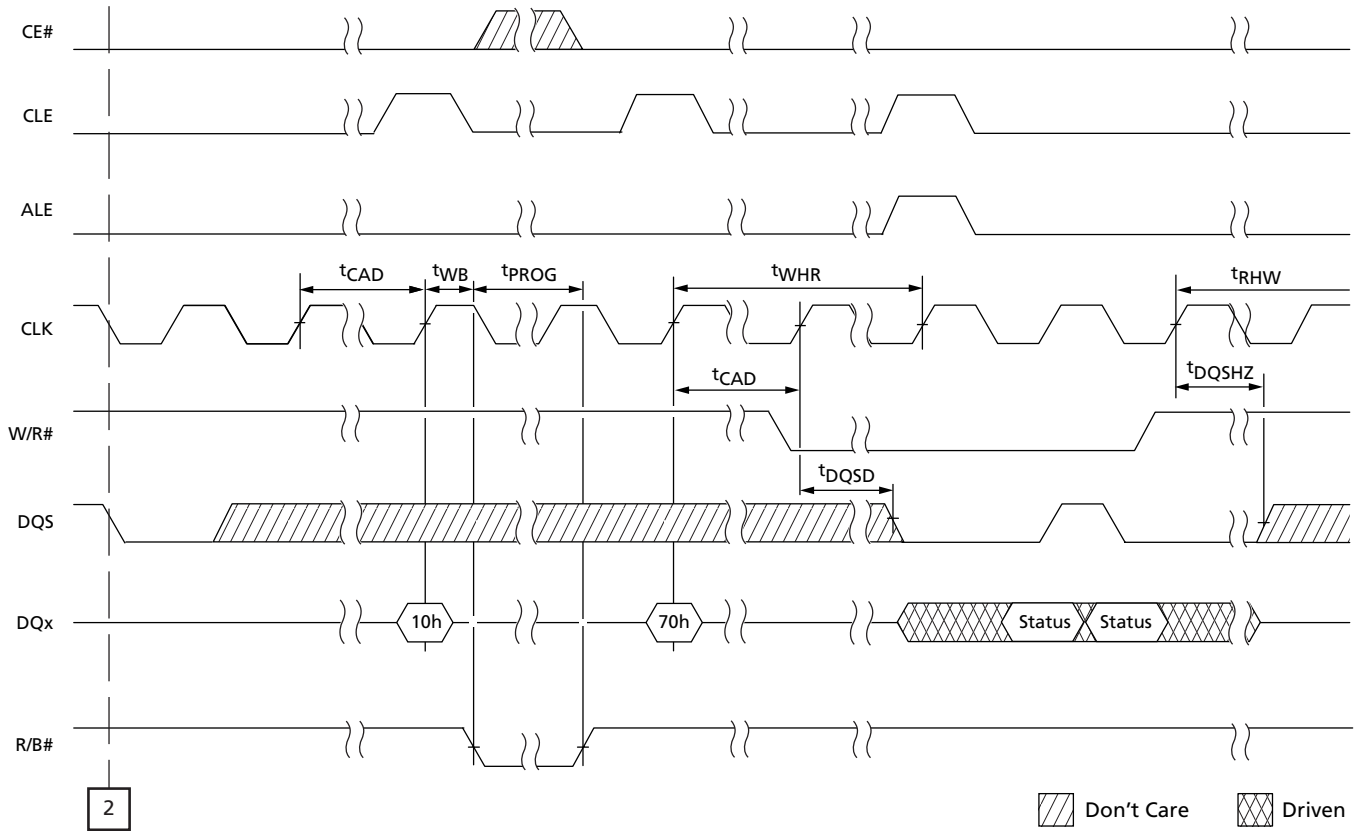 CE#
CLE
ALE
tCAD
tWB
tPROG
tWHR
tRHW
CLK
tCAD
tDQSHZ
W/R#
tDQSD
DQS
DQx
10h
70h
Status
Status
R/B#
2
Don't Care
Driven